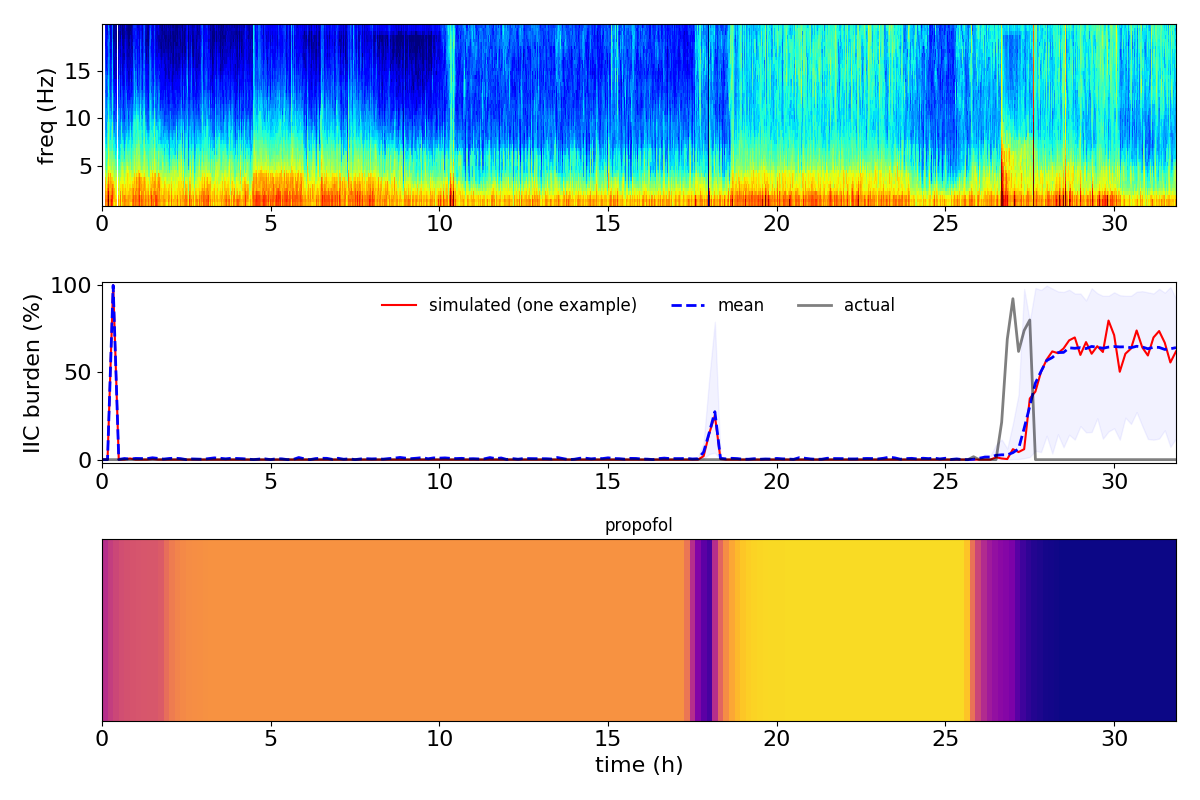 freq (Hz)
15
10
5
0 5 10 15 20 25 30
IIC burden (%)
100
50
0
simulated (one example) mean actual
0 5 10 15 20 25 30
propofol
0 5 10 15 20 25 30
time (h)